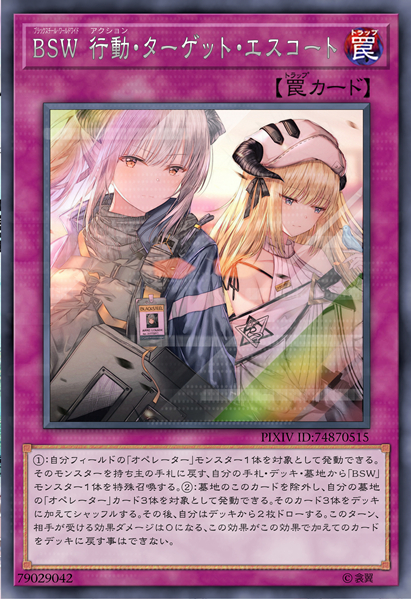 ブラックスチール・ワールドワイド アクション
BSW 行動・ターゲット・エスコート
トラップ
罠
トラップ
【罠カード】
BLACKSTEEL
PIXIV ID:74870515
①:自分フィールドの「オペレーター」モンスター1体を対象として発動できる。
そのモンスターを持ち主の手札に戻す、自分の手札・デッキ・墓地から「BSW」
モンスター1体を特殊召喚する。②:墓地のこのカードを除外し、自分の墓地
の「オペレーター」カード3体を対象として発動できる。そのカード3体をデッキ
に加えてシャッフルする。その後、自分はデッキから2枚ドローする。このターン、
相手が受ける効果ダメージは0になる、この効果がこの効果で加えてのカード
をデッキに戻す事はできない。
79029042
©袁翼